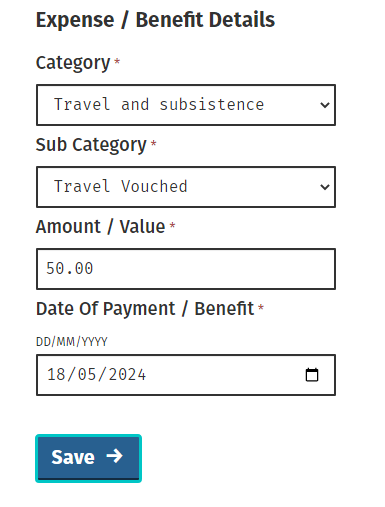 Expense / Benefit Details
Category *
Travel and subsistence
Sub Category *
Travel Vouched
Amount / Value *
50.00
Date Of Payment / Benefit *
DD/MM/YYYY
18/05/2024
Save →